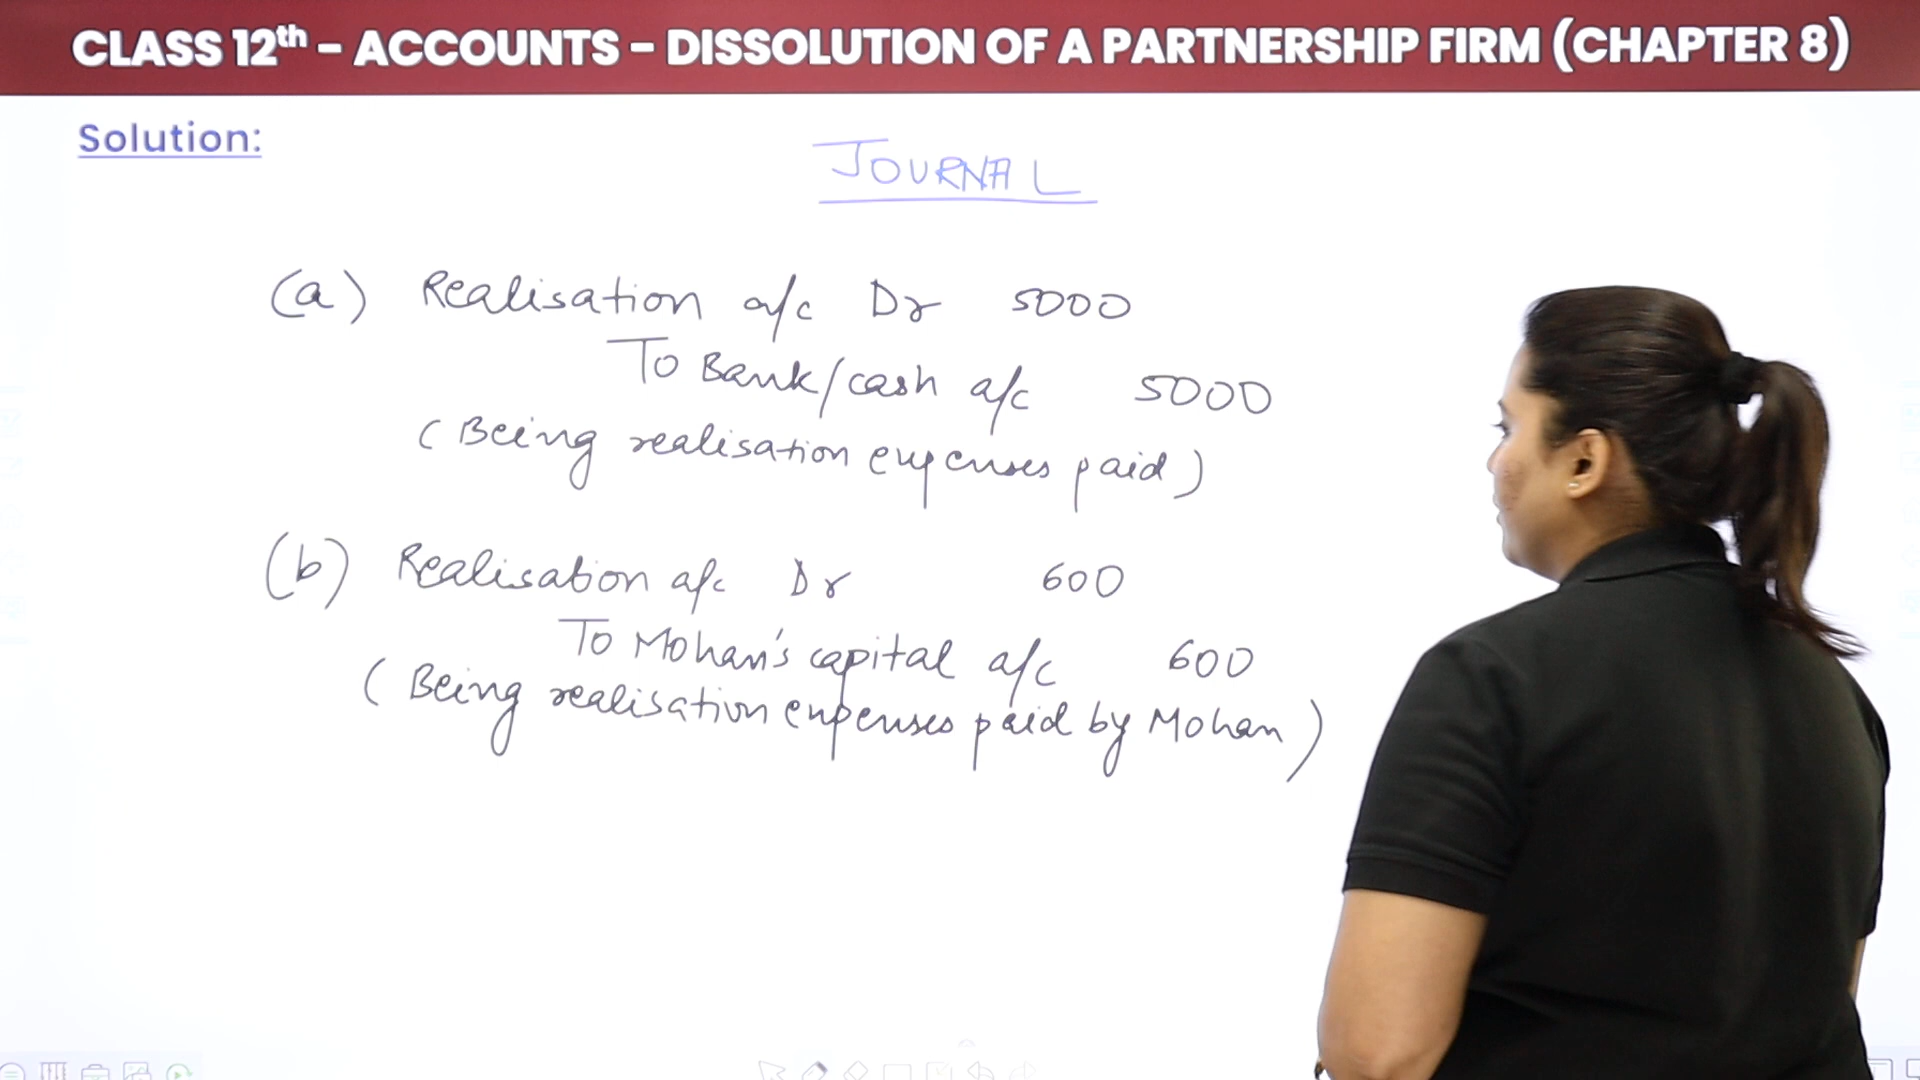 CLASS 12th – ACCOUNTS – DISSOLUTION OF A PARTNERSHIP FIRM (CHAPTER 8)
Solution:
JOURNAL
(a) Realisation a/c Dr 5000
To Bank/cash a/c 5000
(Being realisation expenses paid)
(b) Realisation a/c Dr 600
To Mohan's capital a/c 600
(Being realisation expenses paid by Mohan)